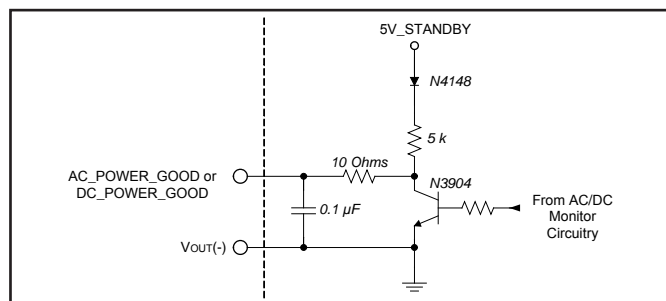 5V_STANDBY
N4148
5 k
10 Ohms
AC_POWER_GOOD or
DC_POWER_GOOD
N3904
0.1 µF
From AC/DC
Monitor
Circuitry
VOUT(-)